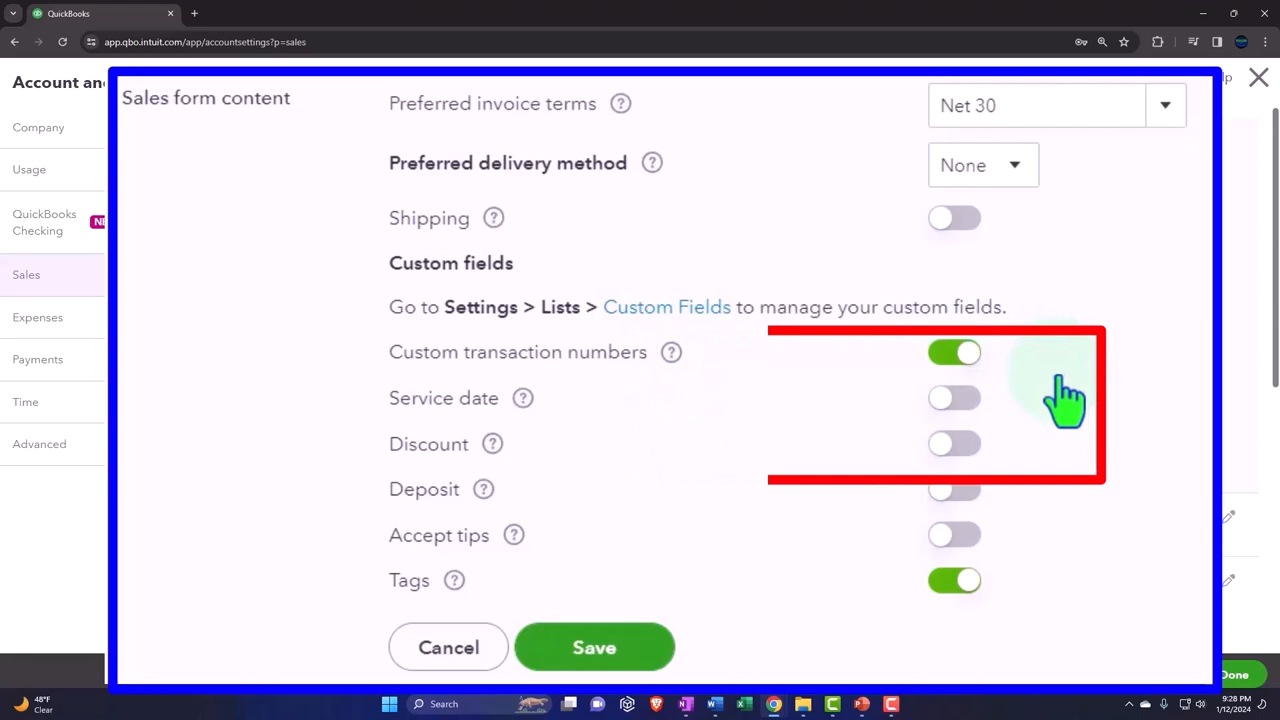 QuickBooks
app.qbo.intuit.com/app/accountsettings?p=sales
Account an
Company
Usage
QuickBooks
Checking
NE
Sales
Expenses
Payments
Time
Advanced
Sales form content
Preferred invoice terms ?
Net 30
Preferred delivery method ?
None
Shipping ?
Custom fields
Go to Settings > Lists > Custom Fields to manage your custom fields.
Custom transaction numbers ?
Service date ?
Discount ?
Deposit ?
Accept tips ?
Tags ?
Cancel
Save
lp
Done
48°F
Clear
Search
9:28 PM
1/12/2024